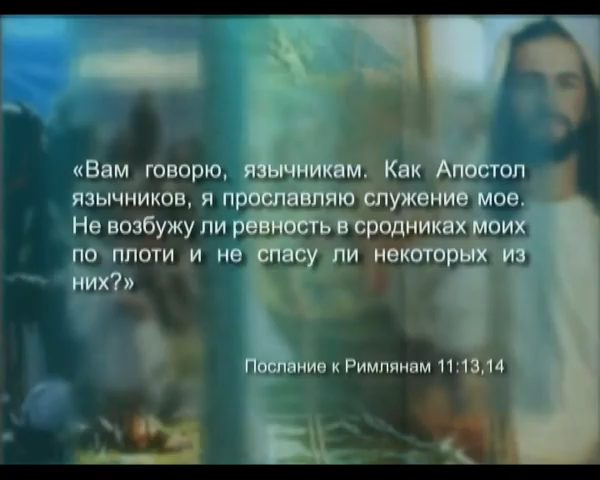 «Вам говорю, язычникам. Как Апостол
язычников, я прославляю служение мое.
Не возбужу ли ревность в сродниках моих
по плоти и не спасу ли некоторых из
них?»
Послание к Римлянам 11:13,14